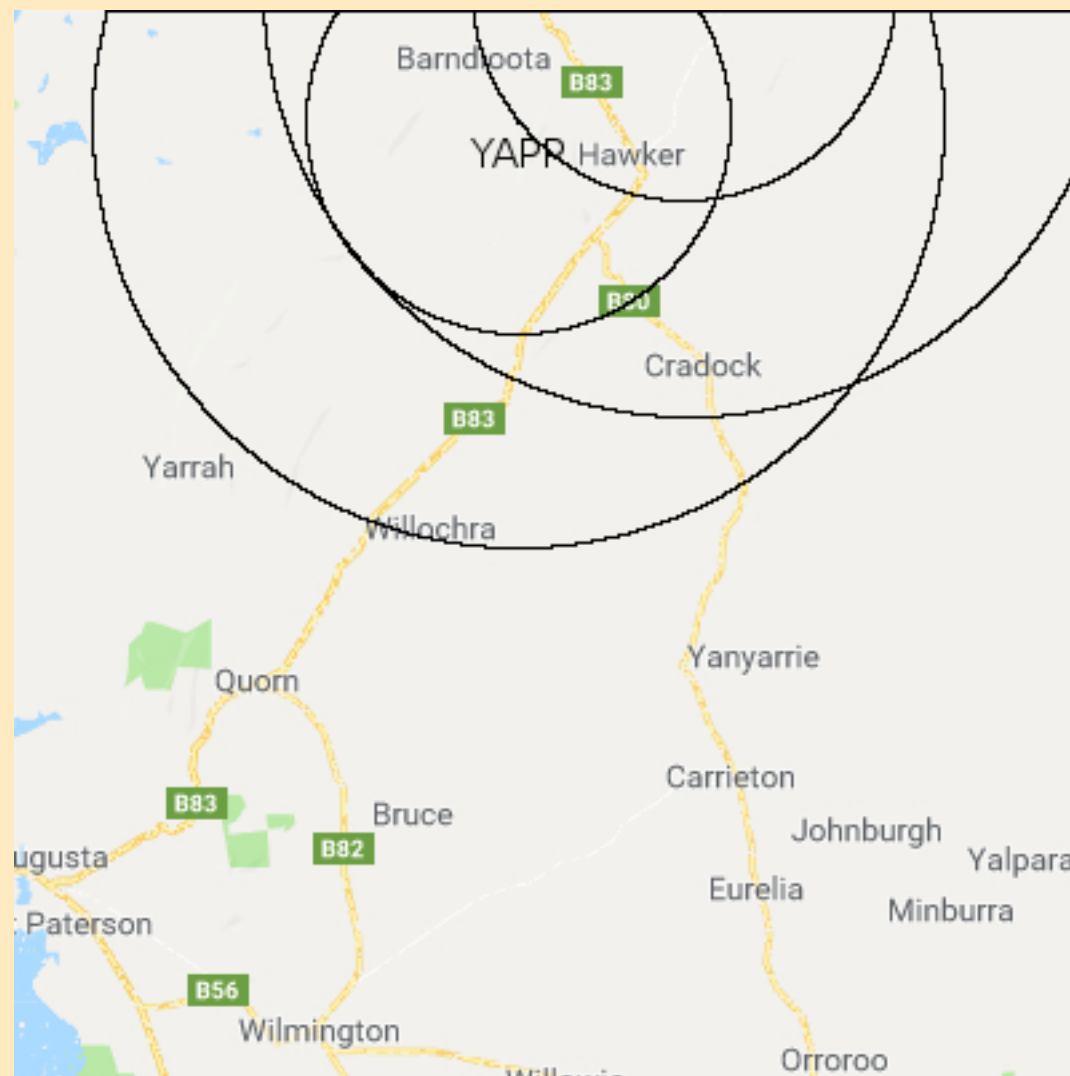 Barndioota
B83
YAPP Hawker
B80
Cradock
B83
Yarrah
Willochra
Yanyarrie
Quorn
Carrieton
B83
Bruce
Johnburgh
B82
ugusta
Yalpara
Eurelia
Minburra
t Paterson
B56
Wilmington
Orroroo
Willowie